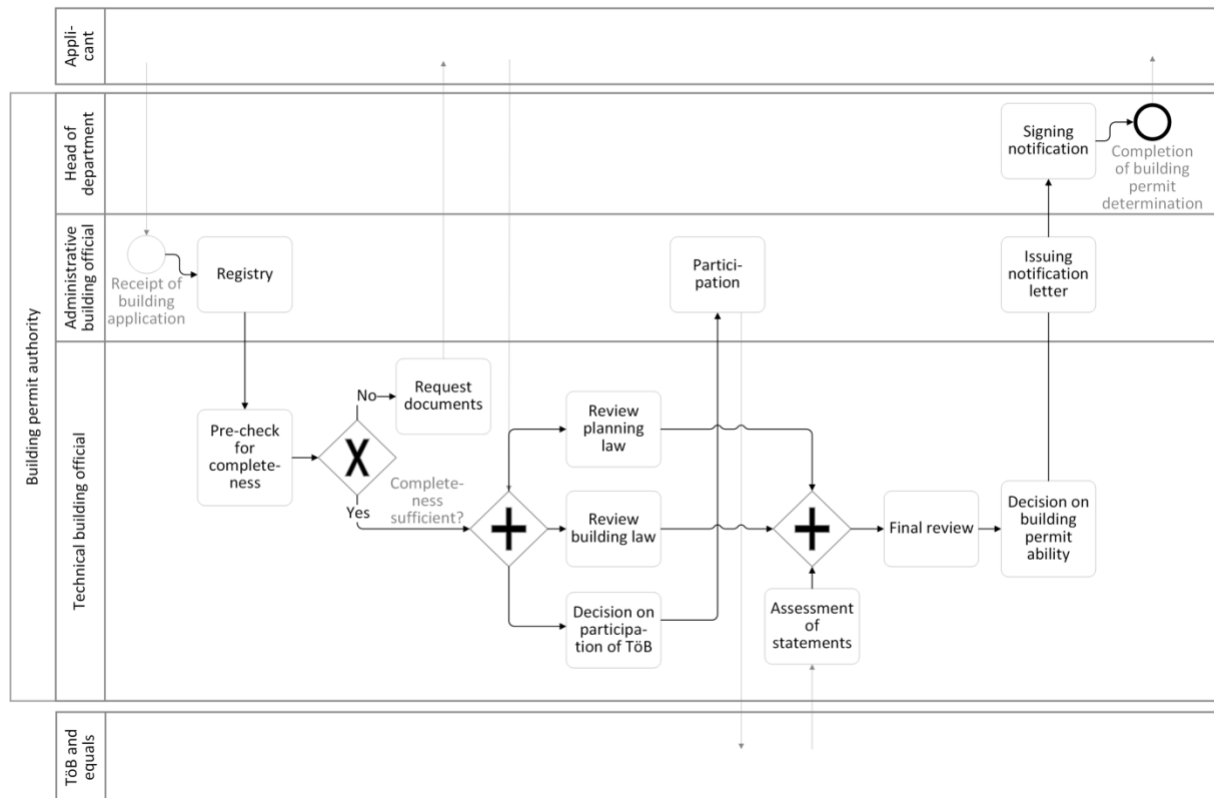 Appli-
cant
Building permit authority
Head of
department
Signing
notification
Completion
of building
permit
determination
Administrative
building official
Receipt of
building
application
Registry
Partici-
pation
Issuing
notification
letter
Technical building official
Pre-check
for
complete-
ness
No
Request
documents
X
Yes
Complete-
ness
sufficient?
Review
planning
law
Review
building law
Decision on
participa-
tion of TöB
Assessment
of
statements
Final review
Decision on
building
permit
ability
TöB and
equals